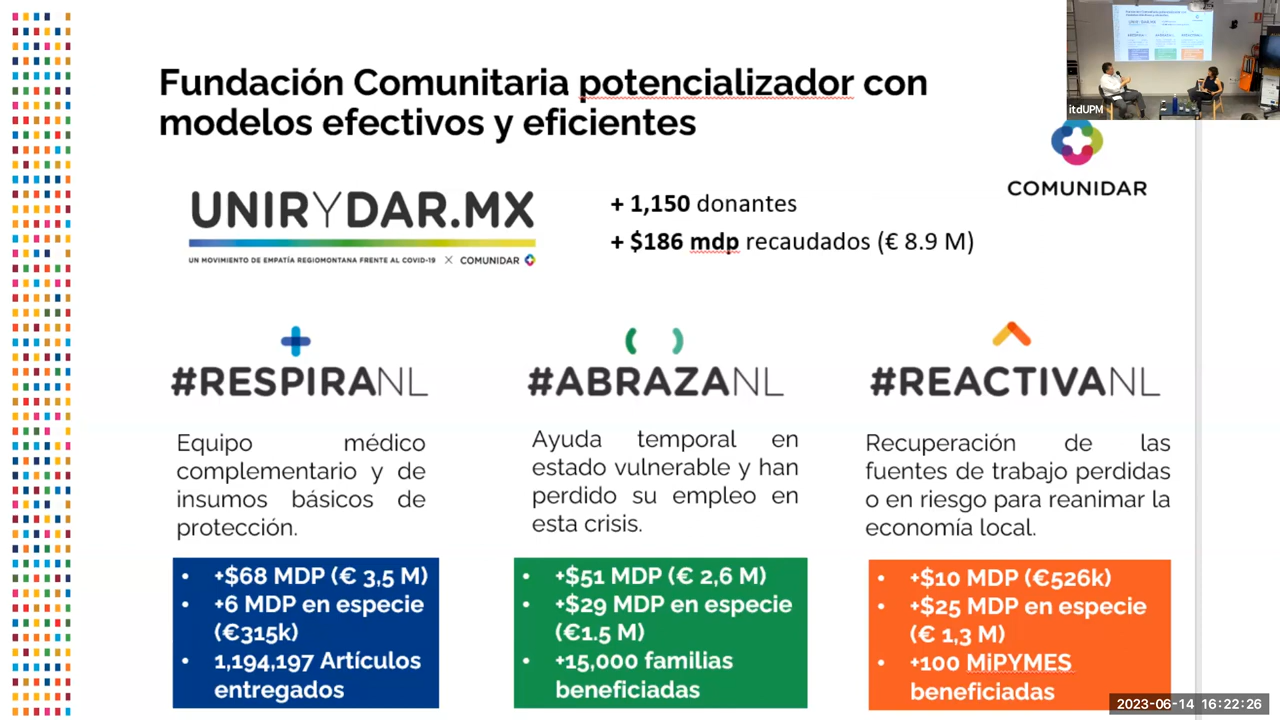 Fundación Comunitaria potencializador con
modelos efectivos y eficientes
itdUPM
COMUNIDAR
UNIRYDAR.MX
UN MOVIMIENTO DE EMPATÍA REGIOMONTANA FRENTE AL COVID-19 X COMUNIDAR
+ 1,150 donantes
+ $186 mdp recaudados (€ 8.9 M)
#RESPIRANL
Equipo médico
complementario y de
insumos básicos de
protección.
• +$68 MDP (€ 3,5 M)
• +6 MDP en especie
(€315k)
• 1,194,197 Artículos
entregados
#ABRAZANL
Ayuda temporal en
estado vulnerable y han
perdido su empleo en
esta crisis.
• +$51 MDP (€ 2,6 M)
• +$29 MDP en especie
(€1.5 M)
• +15,000 familias
beneficiadas
#REACTIVANL
Recuperación de las
fuentes de trabajo perdidas
o en riesgo para reanimar la
economía local.
• +$10 MDP (€526k)
• +$25 MDP en especie
(€ 1,3 M)
• +100 MiPYMES
beneficiadas
2023-06-14 16:22:26